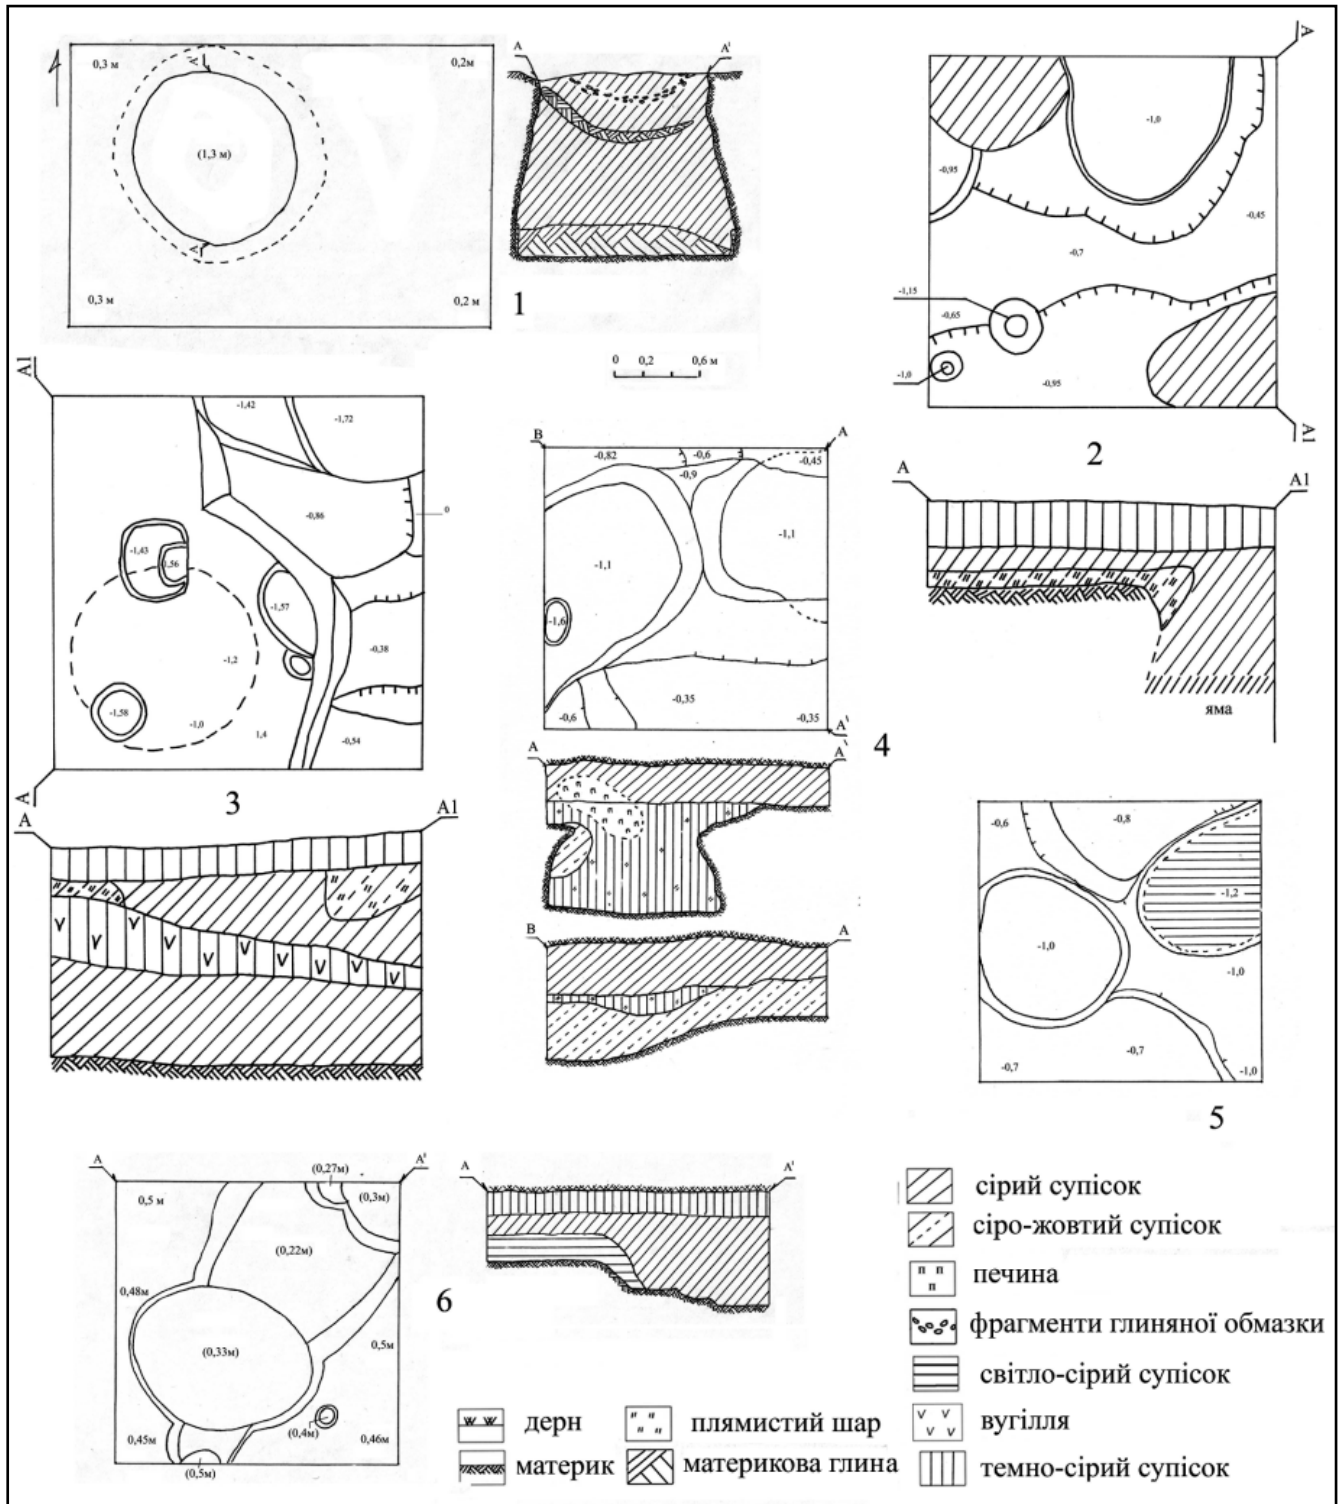 0,3 м
0,2м
А
(1,3 м)
А
0,3 м
0,2 м
А
А'
1
0 0,2 0,6 м
А
-1,0
-0,95
-0,45
-0,7
-1,15
-0,65
-1,0
-0,95
А1
2
А
А1
яма
А1
-1,42
-1,72
-0,86
0
-1,43
1,56
-1,57
-1,2
-0,38
-1,58
-1,0
1,4
-0,54
А
3
А
А1
В
А
-0,82
-0,6
-0,45
-0,9
-1,1
-1,1
-1,6
-0,35
-0,6
-0,35
А'
4
А
А
В
А
-0,6
-0,8
-1,2
-1,0
-1,0
-0,7
-0,7
-1,0
5
А
А'
(0,27м)
0,5 м
(0,3м)
(0,22м)
0,48м
(0,33м)
0,5м
(0,4м)
0,45м
0,46м
(0,5м)
6
А
А'
сірий супісок
сіро-жовтий супісок
печина
фрагменти глиняної обмазки
світло-сірий супісок
вугілля
темно-сірий супісок
дерн
плямистий шар
материк
материкова глина